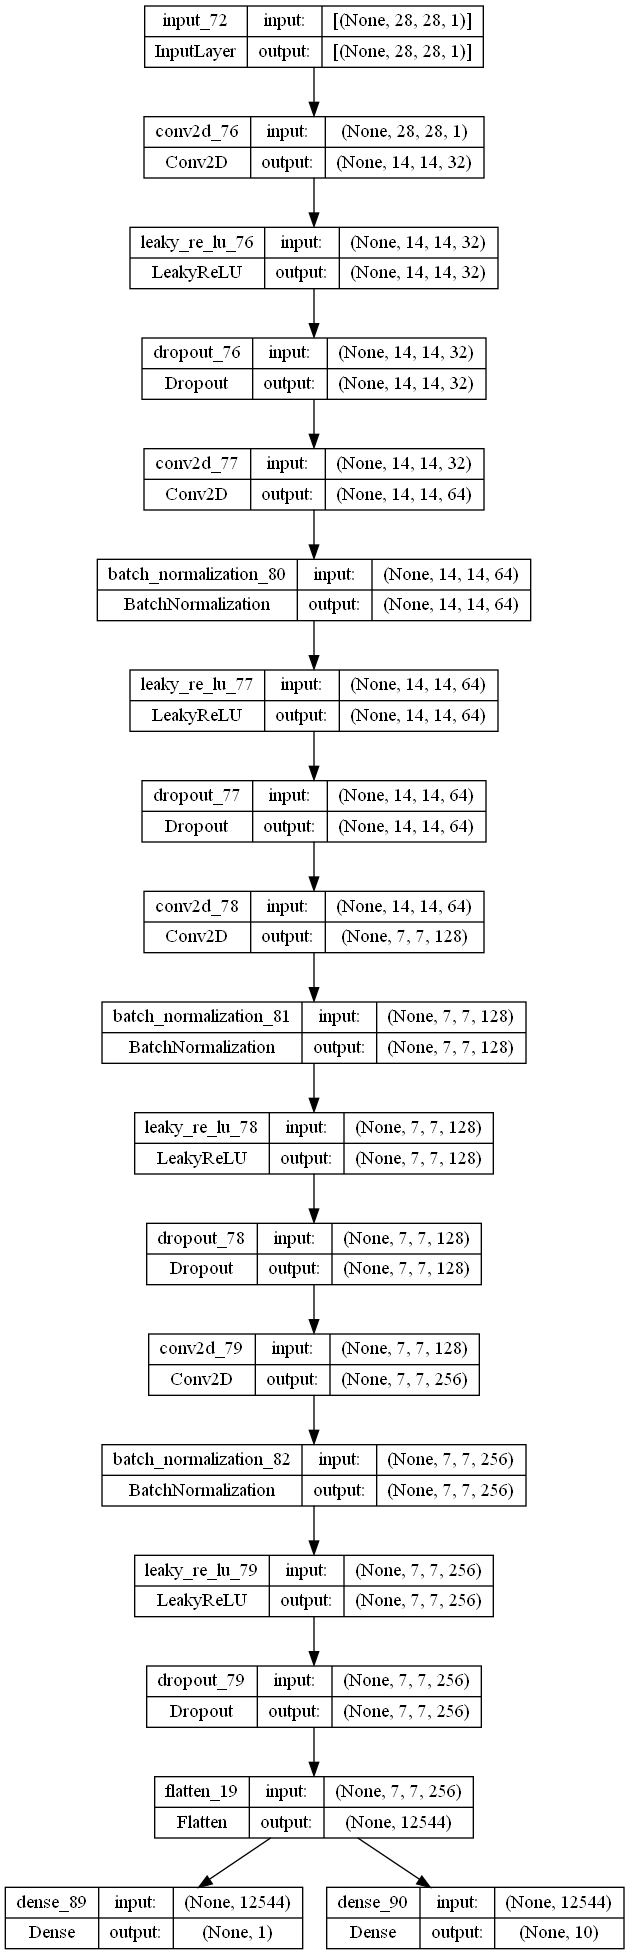 input_72 input: [(None, 28, 28, 1)]
InputLayer output: [(None, 28, 28, 1)]
conv2d_76 input: (None, 28, 28, 1)
Conv2D output: (None, 14, 14, 32)
leaky_re_lu_76 input: (None, 14, 14, 32)
LeakyReLU output: (None, 14, 14, 32)
dropout_76 input: (None, 14, 14, 32)
Dropout output: (None, 14, 14, 32)
conv2d_77 input: (None, 14, 14, 32)
Conv2D output: (None, 14, 14, 64)
batch_normalization_80 input: (None, 14, 14, 64)
BatchNormalization output: (None, 14, 14, 64)
leaky_re_lu_77 input: (None, 14, 14, 64)
LeakyReLU output: (None, 14, 14, 64)
dropout_77 input: (None, 14, 14, 64)
Dropout output: (None, 14, 14, 64)
conv2d_78 input: (None, 14, 14, 64)
Conv2D output: (None, 7, 7, 128)
batch_normalization_81 input: (None, 7, 7, 128)
BatchNormalization output: (None, 7, 7, 128)
leaky_re_lu_78 input: (None, 7, 7, 128)
LeakyReLU output: (None, 7, 7, 128)
dropout_78 input: (None, 7, 7, 128)
Dropout output: (None, 7, 7, 128)
conv2d_79 input: (None, 7, 7, 128)
Conv2D output: (None, 7, 7, 256)
batch_normalization_82 input: (None, 7, 7, 256)
BatchNormalization output: (None, 7, 7, 256)
leaky_re_lu_79 input: (None, 7, 7, 256)
LeakyReLU output: (None, 7, 7, 256)
dropout_79 input: (None, 7, 7, 256)
Dropout output: (None, 7, 7, 256)
flatten_19 input: (None, 7, 7, 256)
Flatten output: (None, 12544)
dense_89 input: (None, 12544)
Dense output: (None, 1)
dense_90 input: (None, 12544)
Dense output: (None, 10)